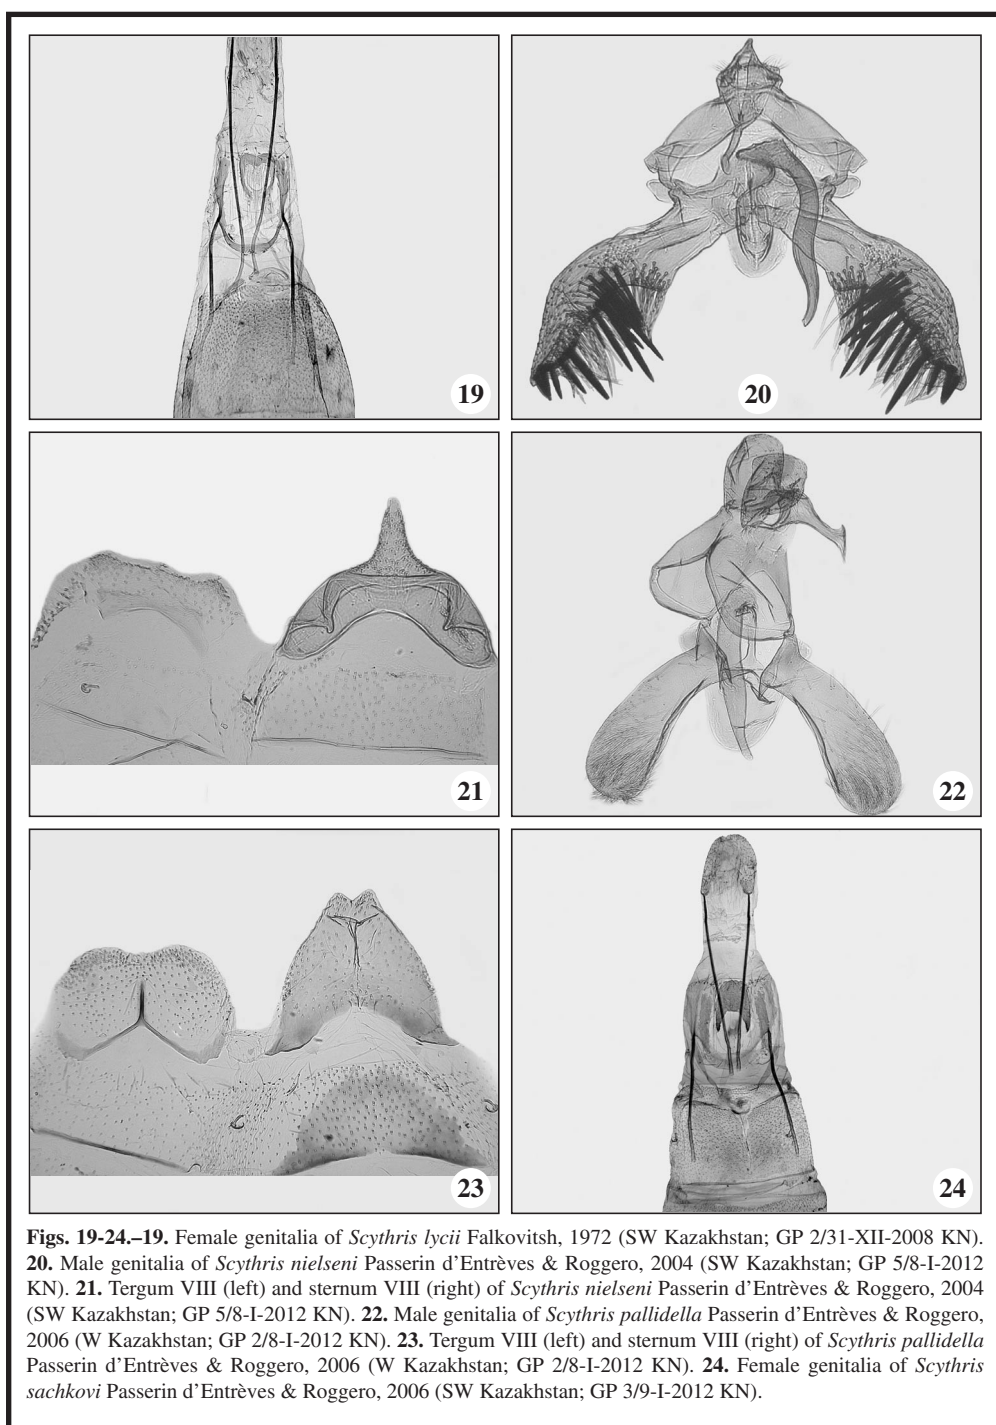 19
20
21
22
23
24
Figs. 19-24.–19. Female genitalia of Scythris lycii Falkovitsh, 1972 (SW Kazakhstan; GP 2/31-XII-2008 KN).
20. Male genitalia of Scythris nielseni Passerin d’Entrèves & Roggero, 2004 (SW Kazakhstan; GP 5/8-I-2012
KN). 21. Tergum VIII (left) and sternum VIII (right) of Scythris nielseni Passerin d’Entrèves & Roggero, 2004
(SW Kazakhstan; GP 5/8-I-2012 KN). 22. Male genitalia of Scythris pallidella Passerin d’Entrèves & Roggero,
2006 (W Kazakhstan; GP 2/8-I-2012 KN). 23. Tergum VIII (left) and sternum VIII (right) of Scythris pallidella
Passerin d’Entrèves & Roggero, 2006 (W Kazakhstan; GP 2/8-I-2012 KN). 24. Female genitalia of Scythris
sachkovi Passerin d’Entrèves & Roggero, 2006 (SW Kazakhstan; GP 3/9-I-2012 KN).